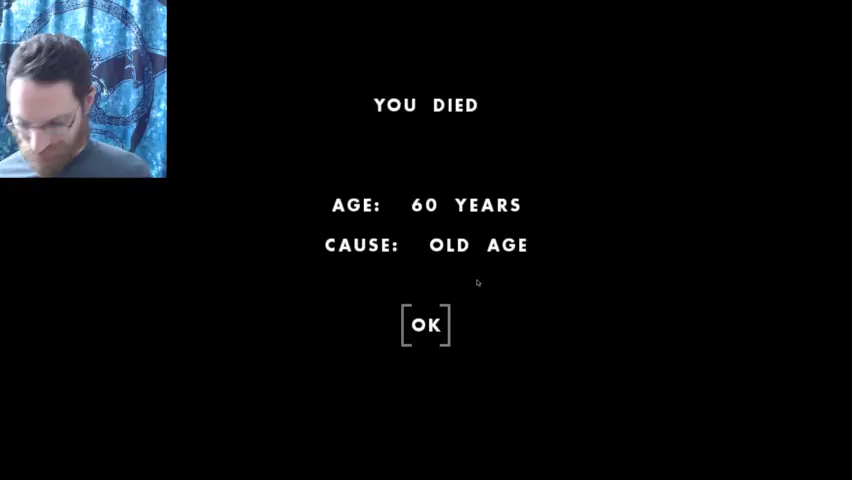 YOU DIED
AGE: 60 YEARS
CAUSE: OLD AGE
[OK]